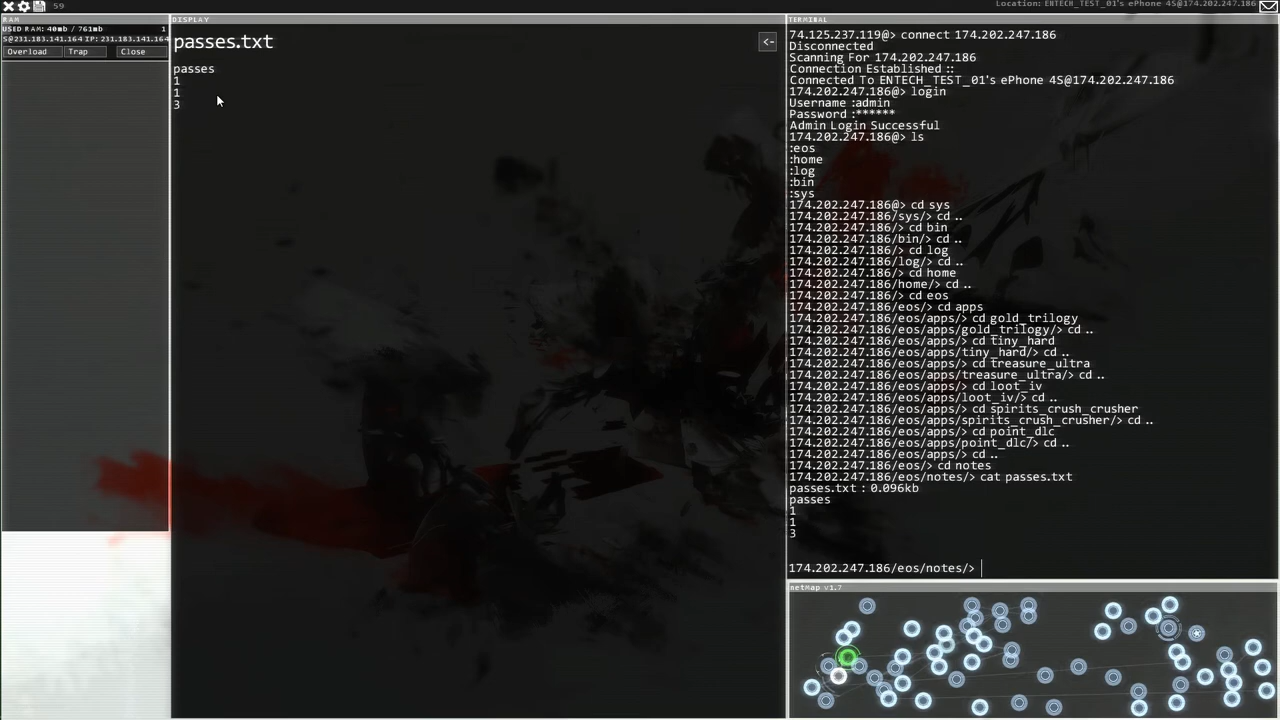 59
Location: ENTECH_TEST_01's ePhone 4S@174.202.247.186
RAM
USED RAM: 40mb / 761mb 1
S@231.183.141.164 IP: 231.183.141.164
Overload Trap Close
DISPLAY
passes.txt
<-
passes
1
1
3
TERMINAL
74.125.237.119@> connect 174.202.247.186
Disconnected
Scanning For 174.202.247.186
Connection Established ::
Connected To ENTECH_TEST_01's ePhone 4S@174.202.247.186
174.202.247.186@> login
Username :admin
Password :******
Admin Login Successful
174.202.247.186@> ls
:eos
:home
:log
:bin
:sys
174.202.247.186@> cd sys
174.202.247.186/sys/> cd ..
174.202.247.186/> cd bin
174.202.247.186/bin/> cd ..
174.202.247.186/> cd log
174.202.247.186/log/> cd ..
174.202.247.186/> cd home
174.202.247.186/home/> cd ..
174.202.247.186/> cd eos
174.202.247.186/eos/> cd apps
174.202.247.186/eos/apps/> cd gold_trilogy
174.202.247.186/eos/apps/gold_trilogy/> cd ..
174.202.247.186/eos/apps/> cd tiny_hard
174.202.247.186/eos/apps/tiny_hard/> cd ..
174.202.247.186/eos/apps/> cd treasure_ultra
174.202.247.186/eos/apps/treasure_ultra/> cd ..
174.202.247.186/eos/apps/> cd loot_iv
174.202.247.186/eos/apps/loot_iv/> cd ..
174.202.247.186/eos/apps/> cd spirits_crush_crusher
174.202.247.186/eos/apps/spirits_crush_crusher/> cd ..
174.202.247.186/eos/apps/> cd point_dlc
174.202.247.186/eos/apps/point_dlc/> cd ..
174.202.247.186/eos/apps/> cd ..
174.202.247.186/eos/> cd notes
174.202.247.186/eos/notes/> cat passes.txt
passes.txt : 0.096kb
passes
1
1
3
174.202.247.186/eos/notes/>
netMap v1.7